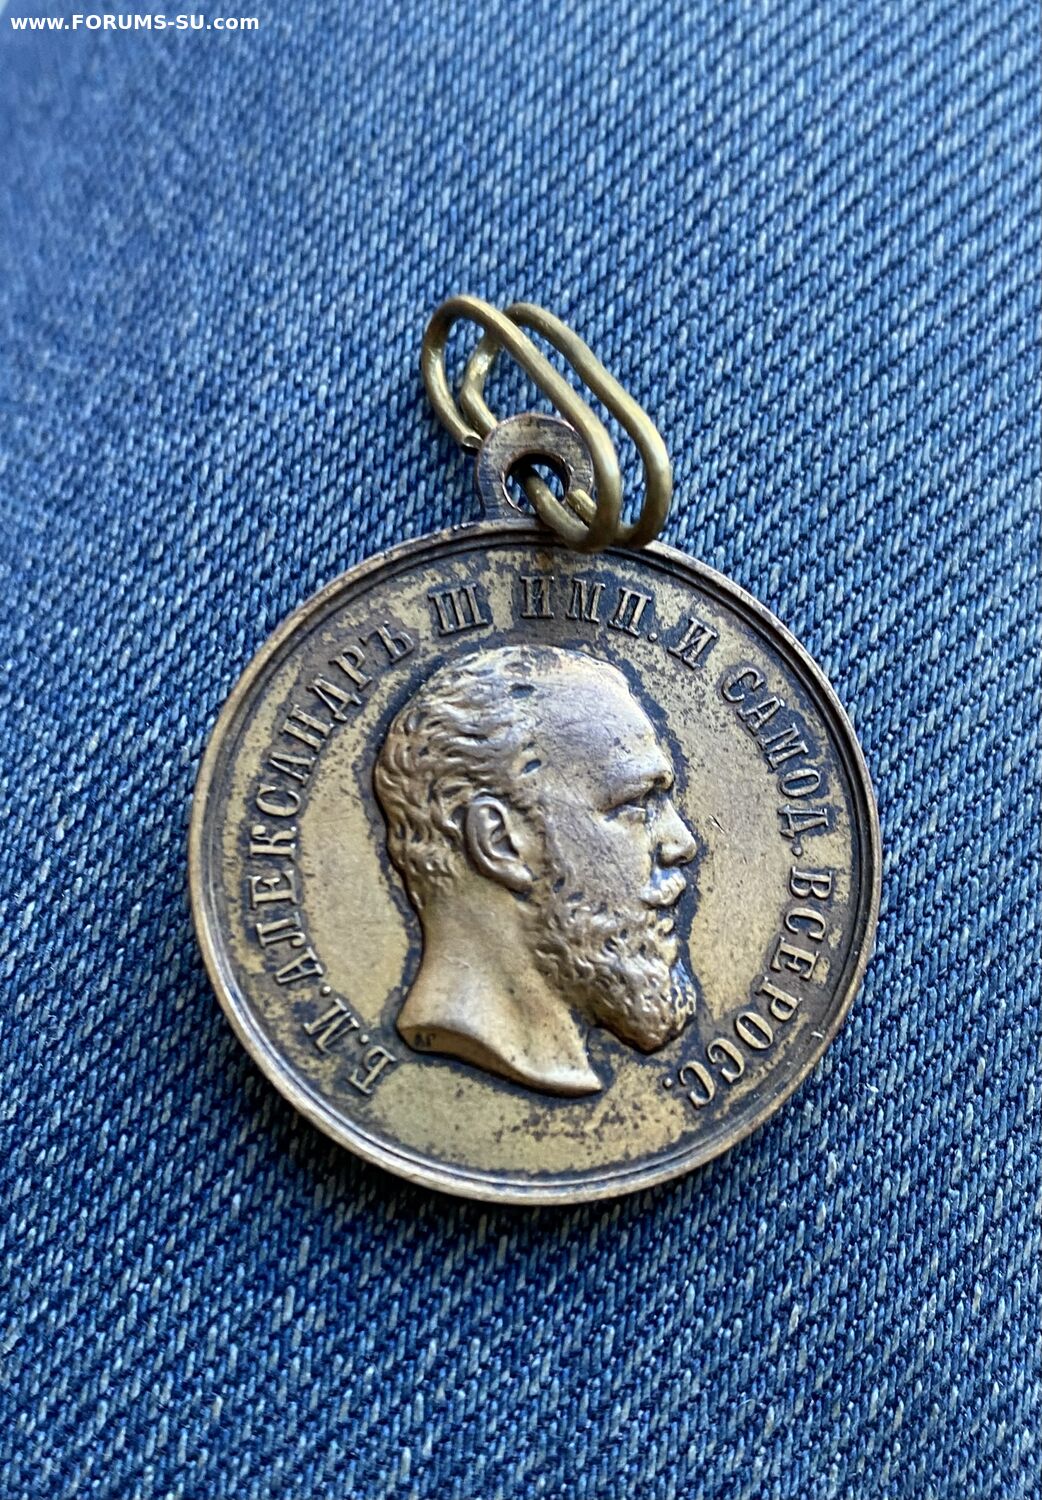 www.FORUMS-SU.com
Б.М. АЛЕКСАНДРЪ III ИМП. И САМОД. ВСЕРОСС.